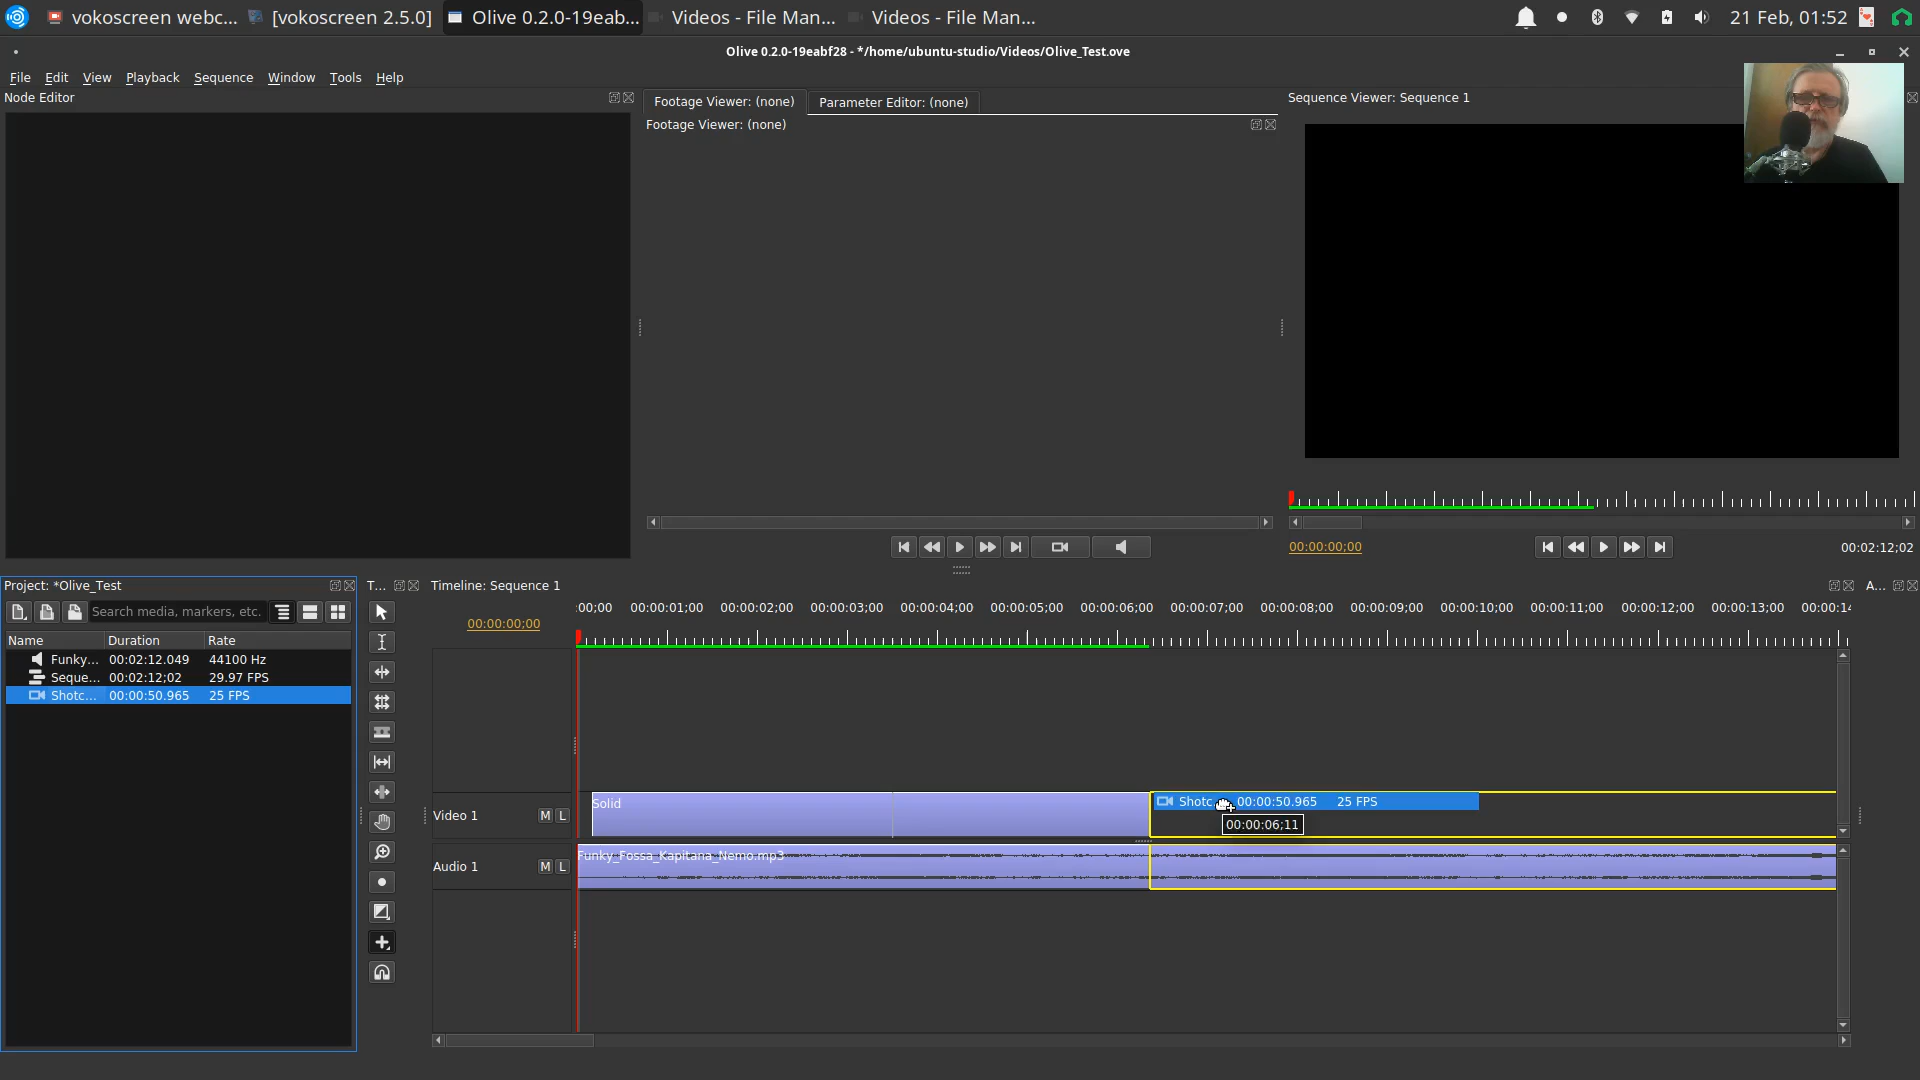 vokoscreen webc...
[vokoscreen 2.5.0]
Olive 0.2.0-19eab...
Videos - File Man...
Videos - File Man...
21 Feb, 01:52
Olive 0.2.0-19eabf28 - */home/ubuntu-studio/Videos/Olive_Test.ove
File Edit View Playback Sequence Window Tools Help
Node Editor
Footage Viewer: (none)
Parameter Editor: (none)
Footage Viewer: (none)
Sequence Viewer: Sequence 1
00:00:00;00
00:02:12;02
Project: *Olive_Test
T...
Timeline: Sequence 1
A...
Search media, markers, etc.
Name Duration Rate
Funky... 00:02:12.049 44100 Hz
Seque... 00:02:12;02 29.97 FPS
Shotc... 00:00:50.965 25 FPS
00:00:00;00
:00;00 00:00:01;00 00:00:02;00 00:00:03;00 00:00:04;00 00:00:05;00 00:00:06;00 00:00:07;00 00:00:08;00 00:00:09;00 00:00:10;00 00:00:11;00 00:00:12;00 00:00:13;00 00:00:14
Video 1 M L
Solid
Shotc 00:00:50.965 25 FPS
00:00:06;11
Audio 1 M L
Funky_Fossa_Kapitana_Nemo.mp3